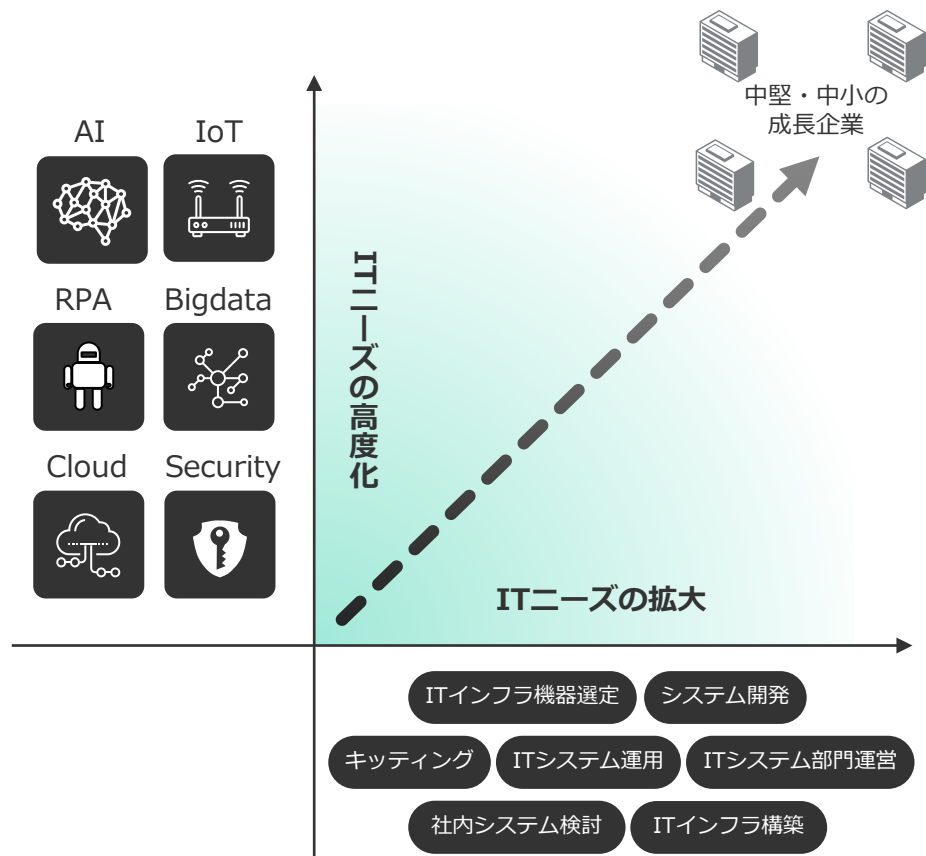 中堅・中小の
成長企業
AI IoT
RPA Bigdata
Cloud Security
ITニーズの高度化
ITニーズの拡大
ITインフラ機器選定 システム開発
キッティング ITシステム運用 ITシステム部門運営
社内システム検討 ITインフラ構築